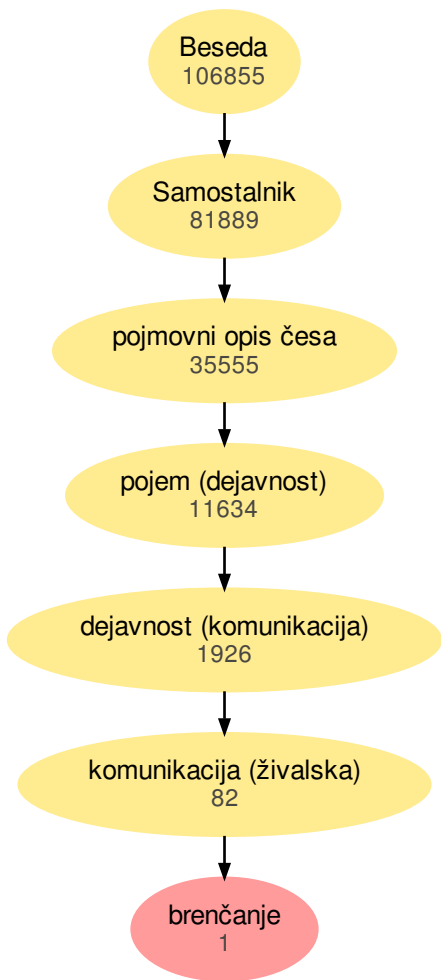 Beseda
106855
Samostalnik
81889
pojmovni opis česa
35555
pojem (dejavnost)
11634
dejavnost (komunikacija)
1926
komunikacija (živalska)
82
brenčanje
1